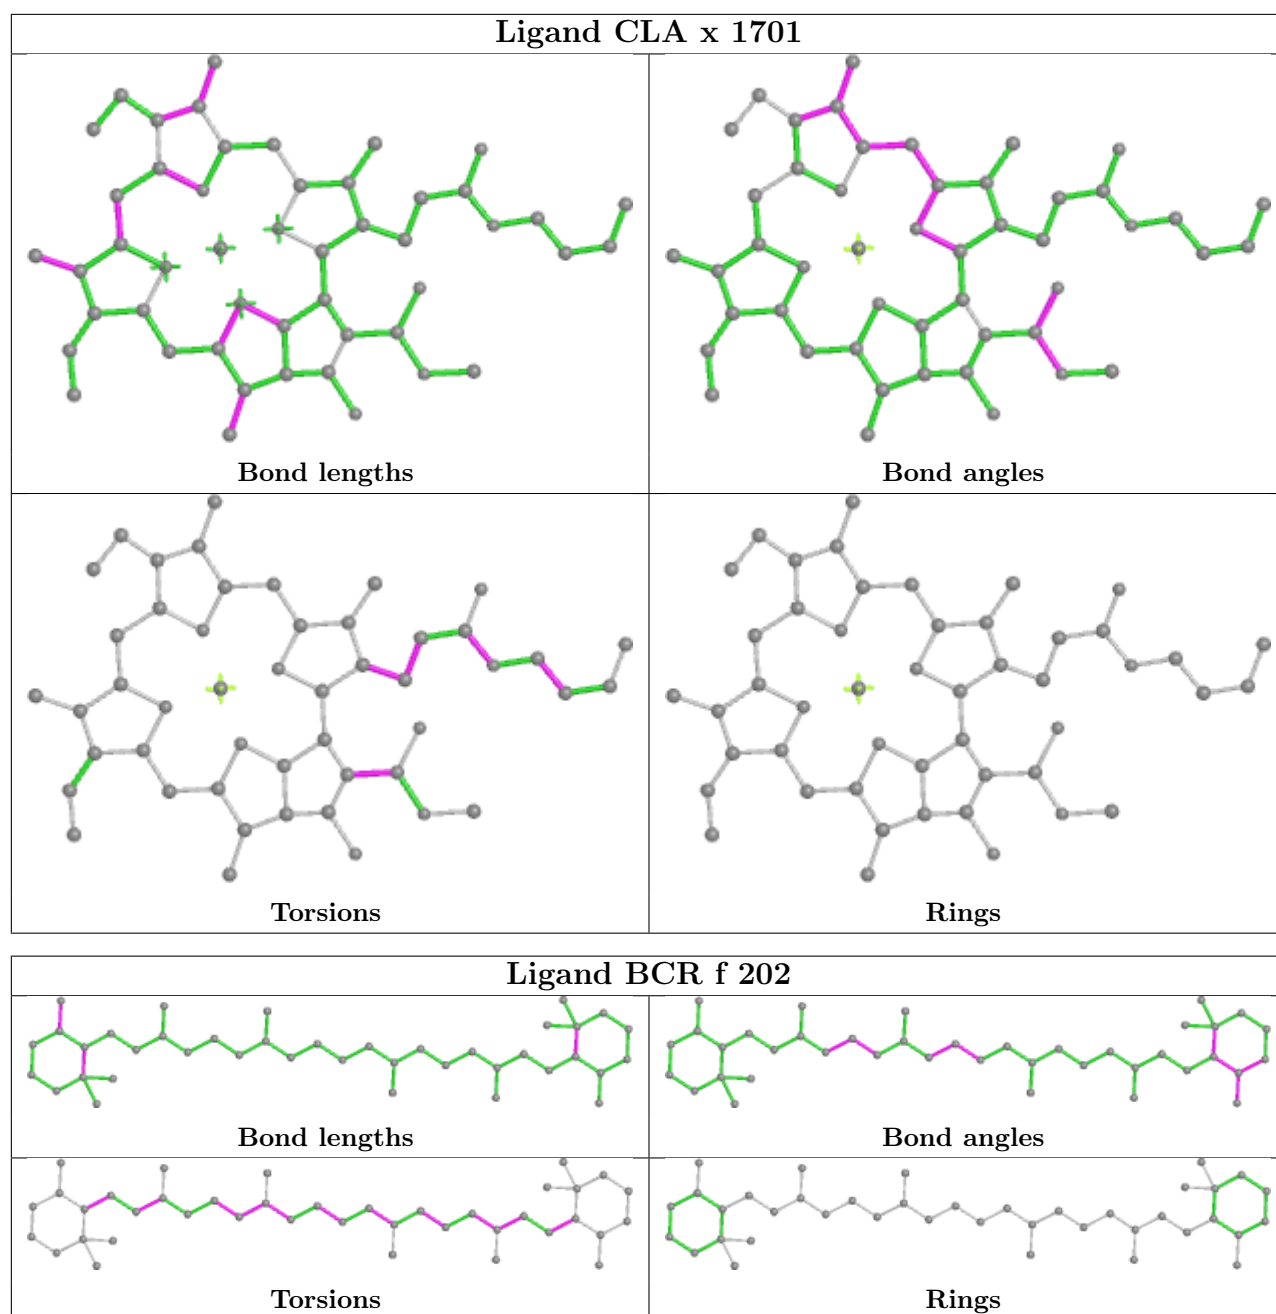 Ligand CLA x 1701
Bond lengths
Bond angles
Torsions
Rings
Ligand BCR f 202
Bond lengths
Bond angles
Torsions
Rings